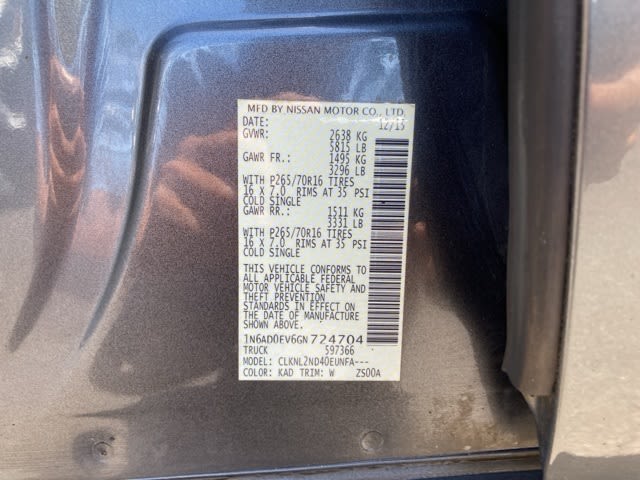 MFD BY NISSAN MOTOR CO., LTD.
DATE: 12/15
GVWR: 2638 KG
5815 LB
GAWR FR.: 1495 KG
3296 LB
WITH P265/70R16 TIRES
16 X 7.0 RIMS AT 35 PSI
COLD SINGLE
GAWR RR.: 1511 KG
3331 LB
WITH P265/70R16 TIRES
16 X 7.0 RIMS AT 35 PSI
COLD SINGLE
THIS VEHICLE CONFORMS TO
ALL APPLICABLE FEDERAL
MOTOR VEHICLE SAFETY AND
THEFT PREVENTION
STANDARDS IN EFFECT ON
THE DATE OF MANUFACTURE
SHOWN ABOVE.
1N6AD0EV6GN724704
TRUCK 597366
MODEL: CLKNL2ND40EUNFA---
COLOR: KAD TRIM: W ZS00A